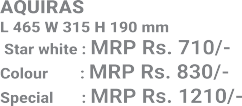 AQUIRAS
L 465 W 315 H 190 mm
Star white : MRP Rs. 710/-
Colour : MRP Rs. 830/-
Special : MRP Rs. 1210/-